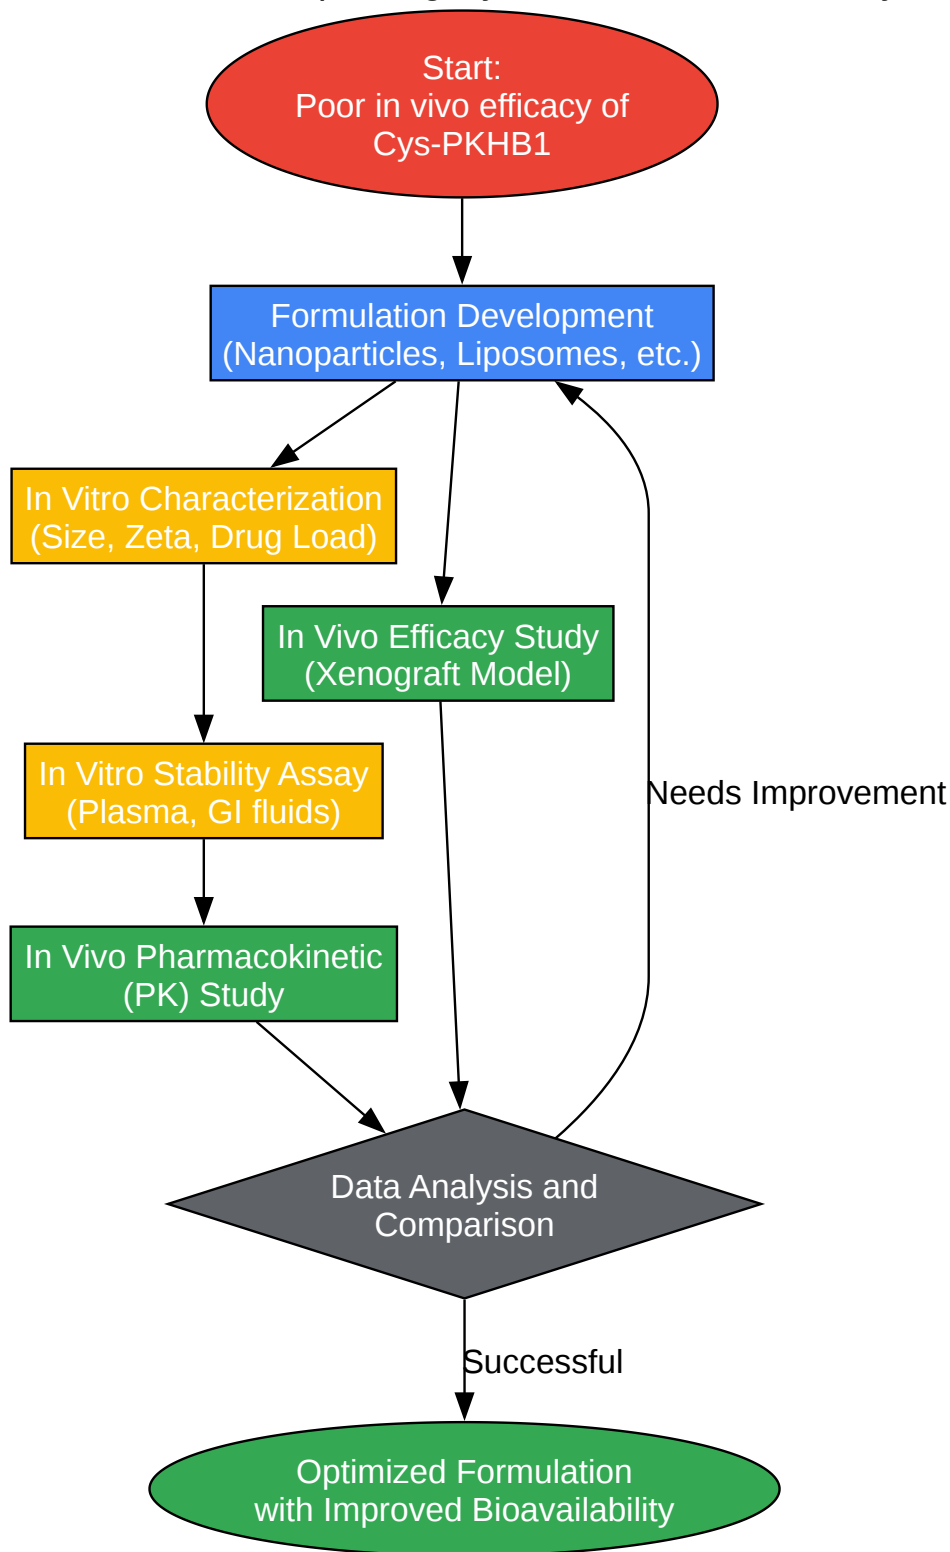 Start:
Poor in vivo efficacy of
Cys-PKHB1
Formulation Development
(Nanoparticles, Liposomes, etc.)
In Vitro Characterization
(Size, Zeta, Drug Load)
In Vivo Efficacy Study
(Xenograft Model)
In Vitro Stability Assay
(Plasma, GI fluids)
Needs Improvement
In Vivo Pharmacokinetic
(PK) Study
Data Analysis and
Comparison
Successful
Optimized Formulation
with Improved Bioavailability